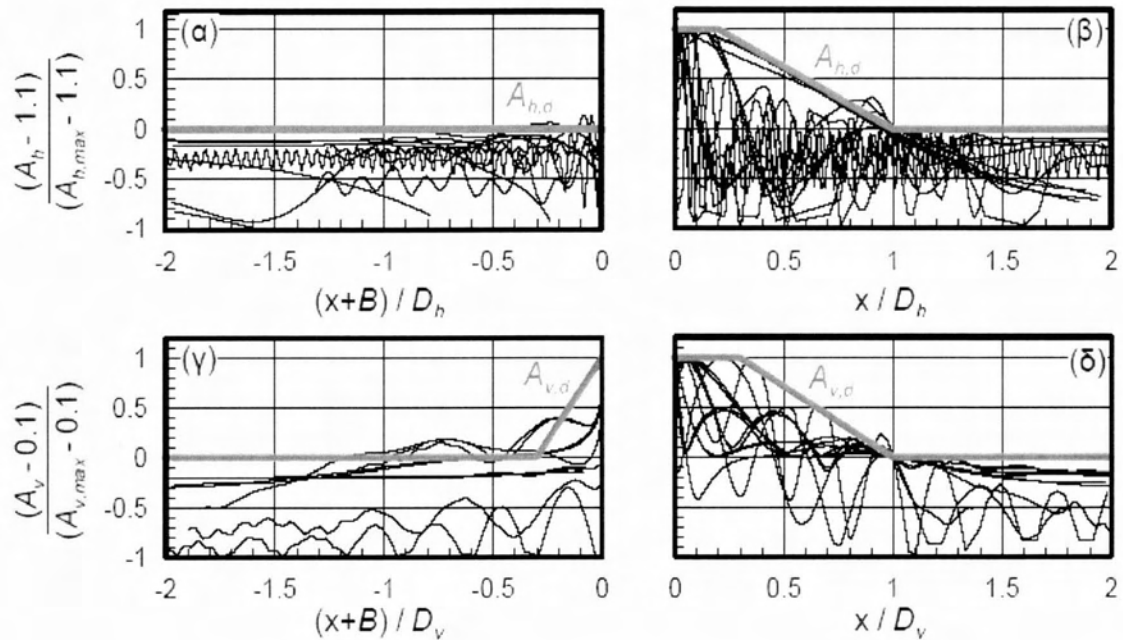 (α)
(A_h - 1.1)
(A_h,max - 1.1)
1
0.5
0
-0.5
-1
A_h,d
-2 -1.5 -1 -0.5 0
(x+B) / D_h
(β)
A_h,d
0 0.5 1 1.5 2
x / D_h
(γ)
(A_v - 0.1)
(A_v,max - 0.1)
1
0.5
0
-0.5
-1
A_v,d
-2 -1.5 -1 -0.5 0
(x+B) / D_v
(δ)
A_v,d
0 0.5 1 1.5 2
x / D_v